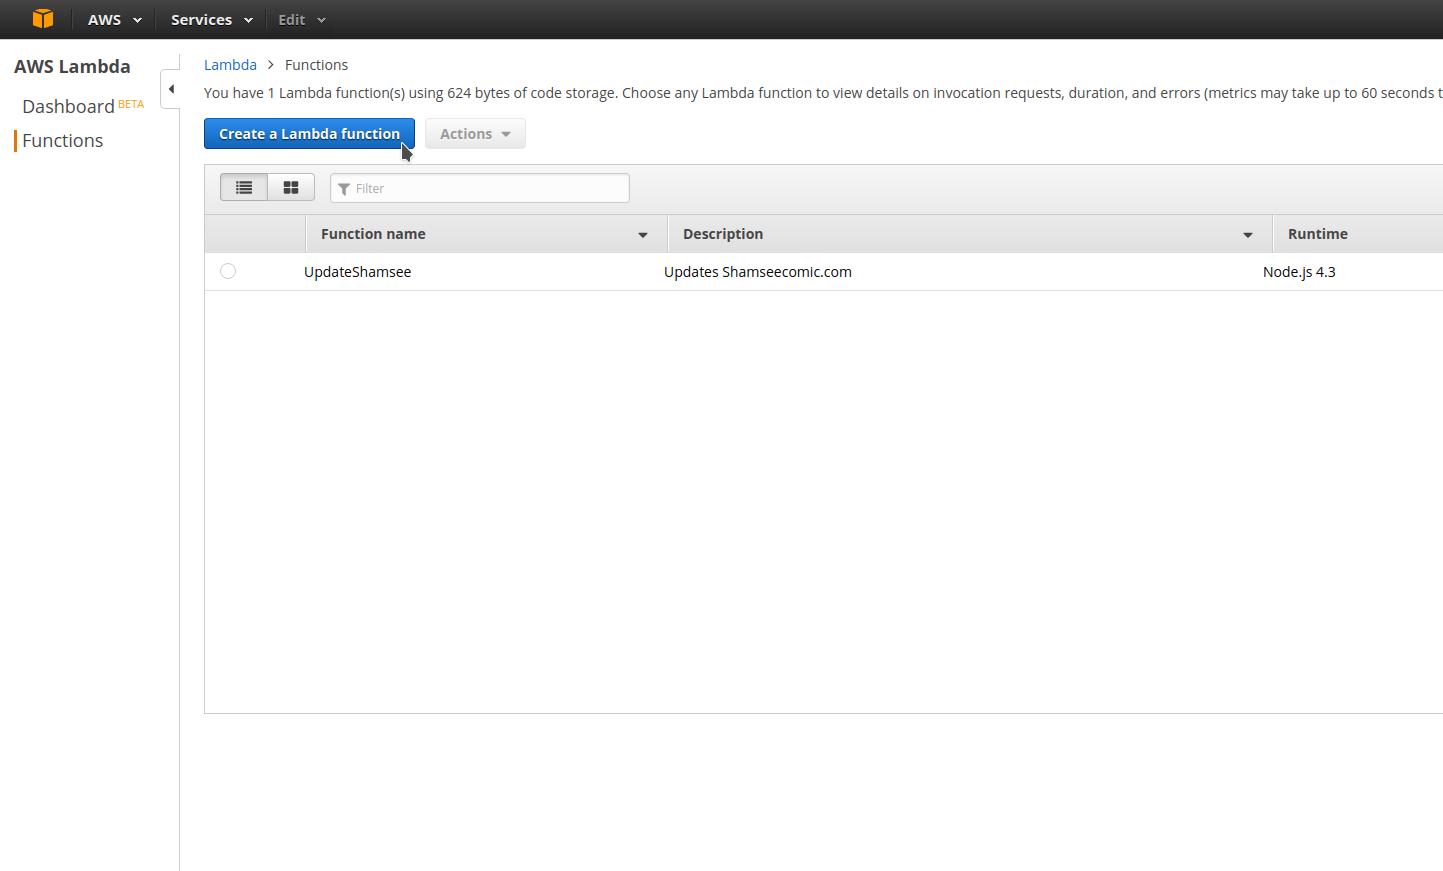 AWS Services Edit
AWS Lambda
Dashboard BETA
Functions
Lambda > Functions
You have 1 Lambda function(s) using 624 bytes of code storage. Choose any Lambda function to view details on invocation requests, duration, and errors (metrics may take up to 60 seconds t
Create a Lambda function Actions
Filter
Function name Description Runtime
UpdateShamsee Updates Shamseecomic.com Node.js 4.3